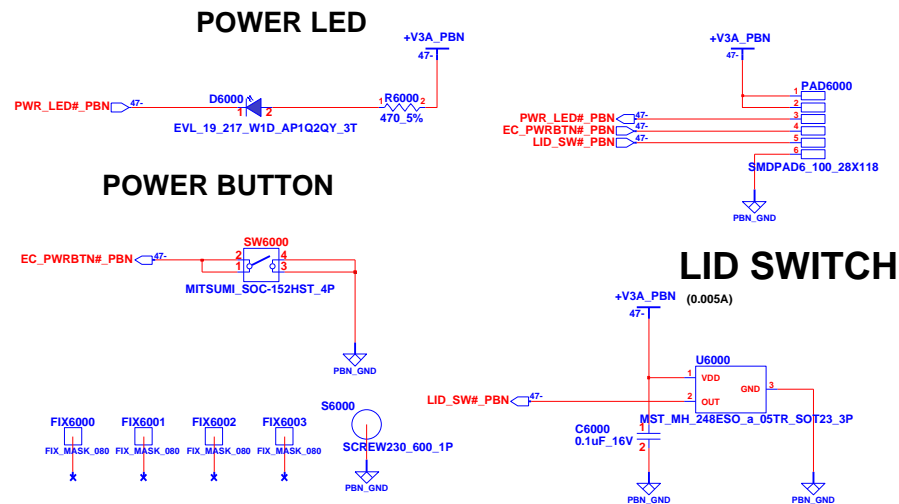 POWER LED
+V3A_PBN
47-
PWR_LED#_PBN
47-
D6000
1
2
EVL_19_217_W1D_AP1Q2QY_3T
1
R6000
2
470_5%
+V3A_PBN
47-
PAD6000
1
2
PWR_LED#_PBN
47-
3
EC_PWRBTN#_PBN
47-
4
LID_SW#_PBN
47-
5
6
SMDPAD6_100_28X118
PBN_GND
POWER BUTTON
EC_PWRBTN#_PBN
47-
SW6000
2
4
1
3
MITSUMI_SOC-152HST_4P
PBN_GND
LID SWITCH
+V3A_PBN
(0.005A)
47-
U6000
1
VDD
GND
3
LID_SW#_PBN
47-
2
OUT
MST_MH_248ESO_a_05TR_SOT23_3P
C6000
1
0.1uF_16V
2
PBN_GND
PBN_GND
FIX6000
FIX6001
FIX6002
FIX6003
FIX_MASK_080
FIX_MASK_080
FIX_MASK_080
FIX_MASK_080
S6000
SCREW230_600_1P
PBN_GND